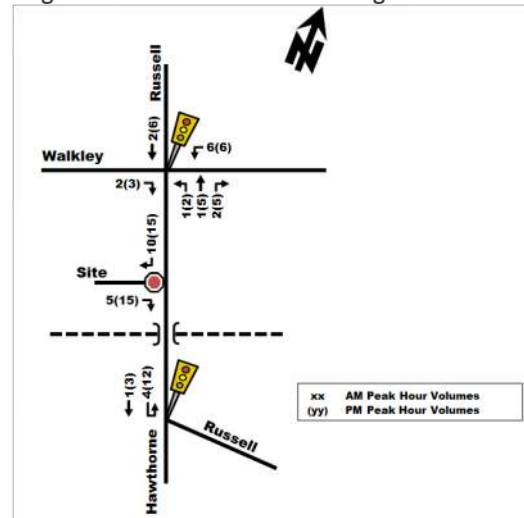 Russell
2(6)
6(6)
Walkley
2(3)
1(2)
1(5)
2(5)
10(15)
Site
5(15)
1(3)
4(12)
xx AM Peak Hour Volumes
(yy) PM Peak Hour Volumes
Russell
Hawthorne